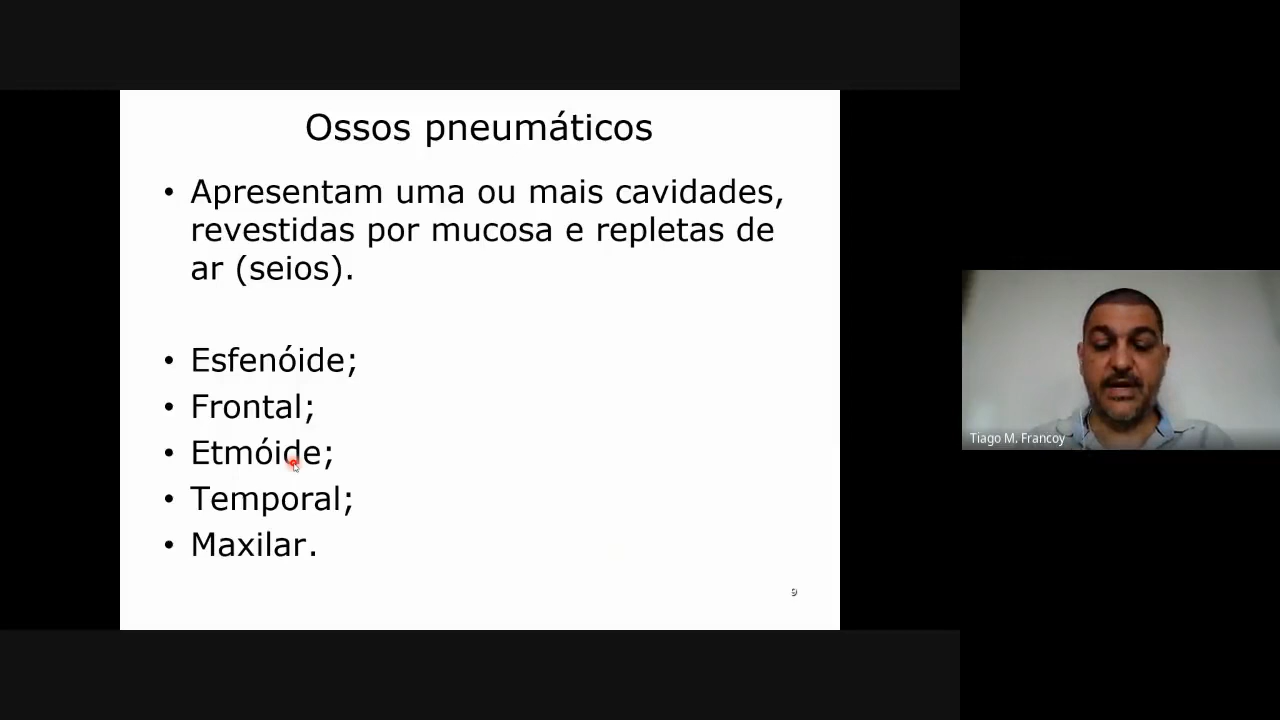 Ossos pneumáticos
• Apresentam uma ou mais cavidades,
revestidas por mucosa e repletas de
ar (seios).
• Esfenóide;
• Frontal;
• Etmóide;
• Temporal;
• Maxilar.
9
Tiago M. Francoy